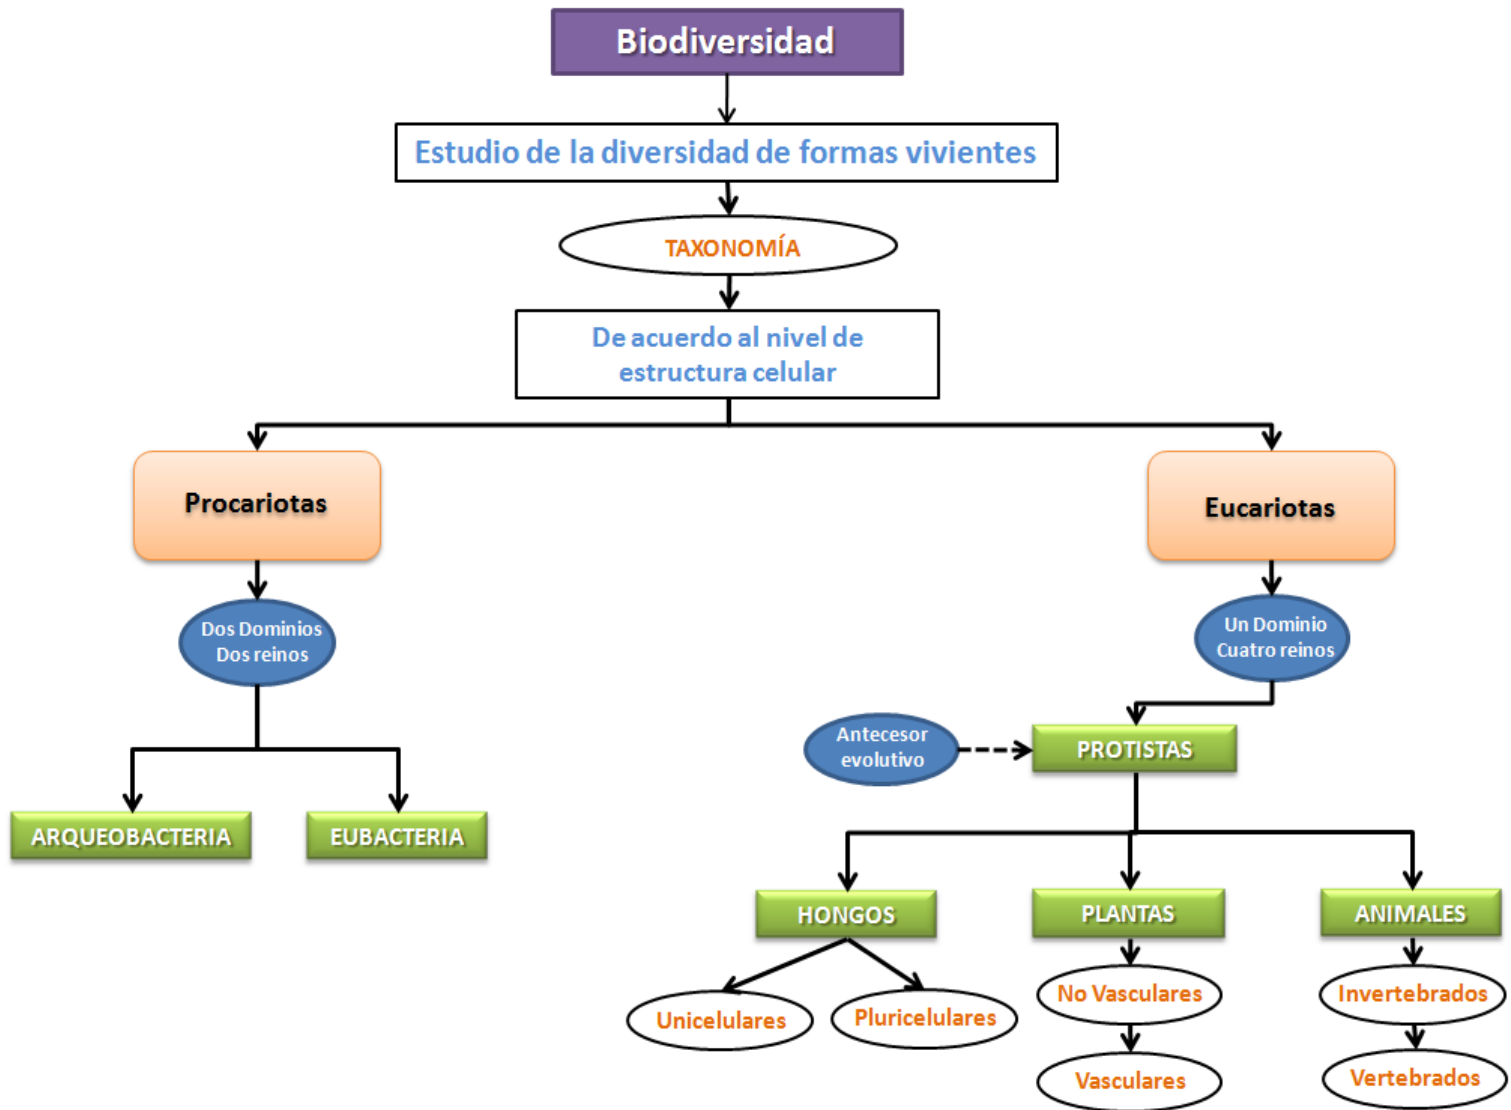 Biodiversidad
Estudio de la diversidad de formas vivientes
TAXONOMÍA
De acuerdo al nivel de
estructura celular
Procariotas
Eucariotas
Dos Dominios
Dos reinos
Un Dominio
Cuatro reinos
Antecesor
evolutivo
PROTISTAS
ARQUEOBACTERIA
EUBACTERIA
HONGOS
PLANTAS
ANIMALES
Unicelulares
Pluricelulares
No Vasculares
Invertebrados
Vasculares
Vertebrados